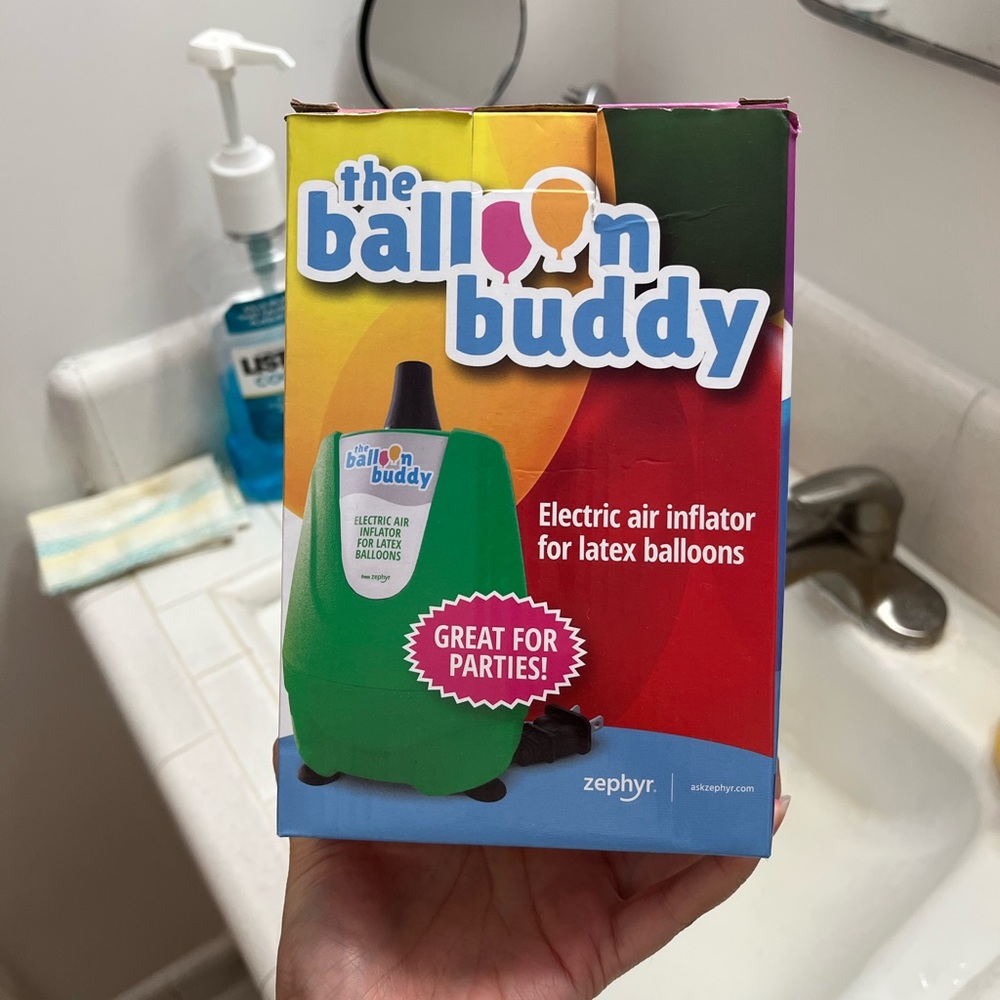 the
balloon
buddy
the
balloon
buddy
ELECTRIC AIR
INFLATOR
FOR LATEX
BALLOONS
from zephyr
Electric air inflator
for latex balloons
GREAT FOR
PARTIES!
zephyr.
askzephyr.com